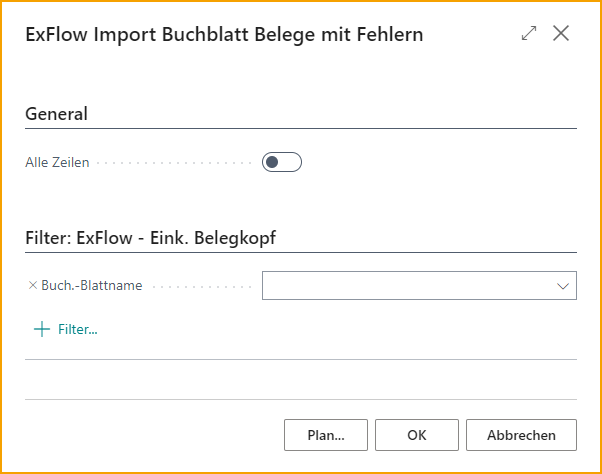 ExFlow Import Buchblatt Belege mit Fehlern
General
Alle Zeilen
Filter: ExFlow - Eink. Belegkopf
Buch.-Blattname
Filter...
Plan... OK Abbrechen